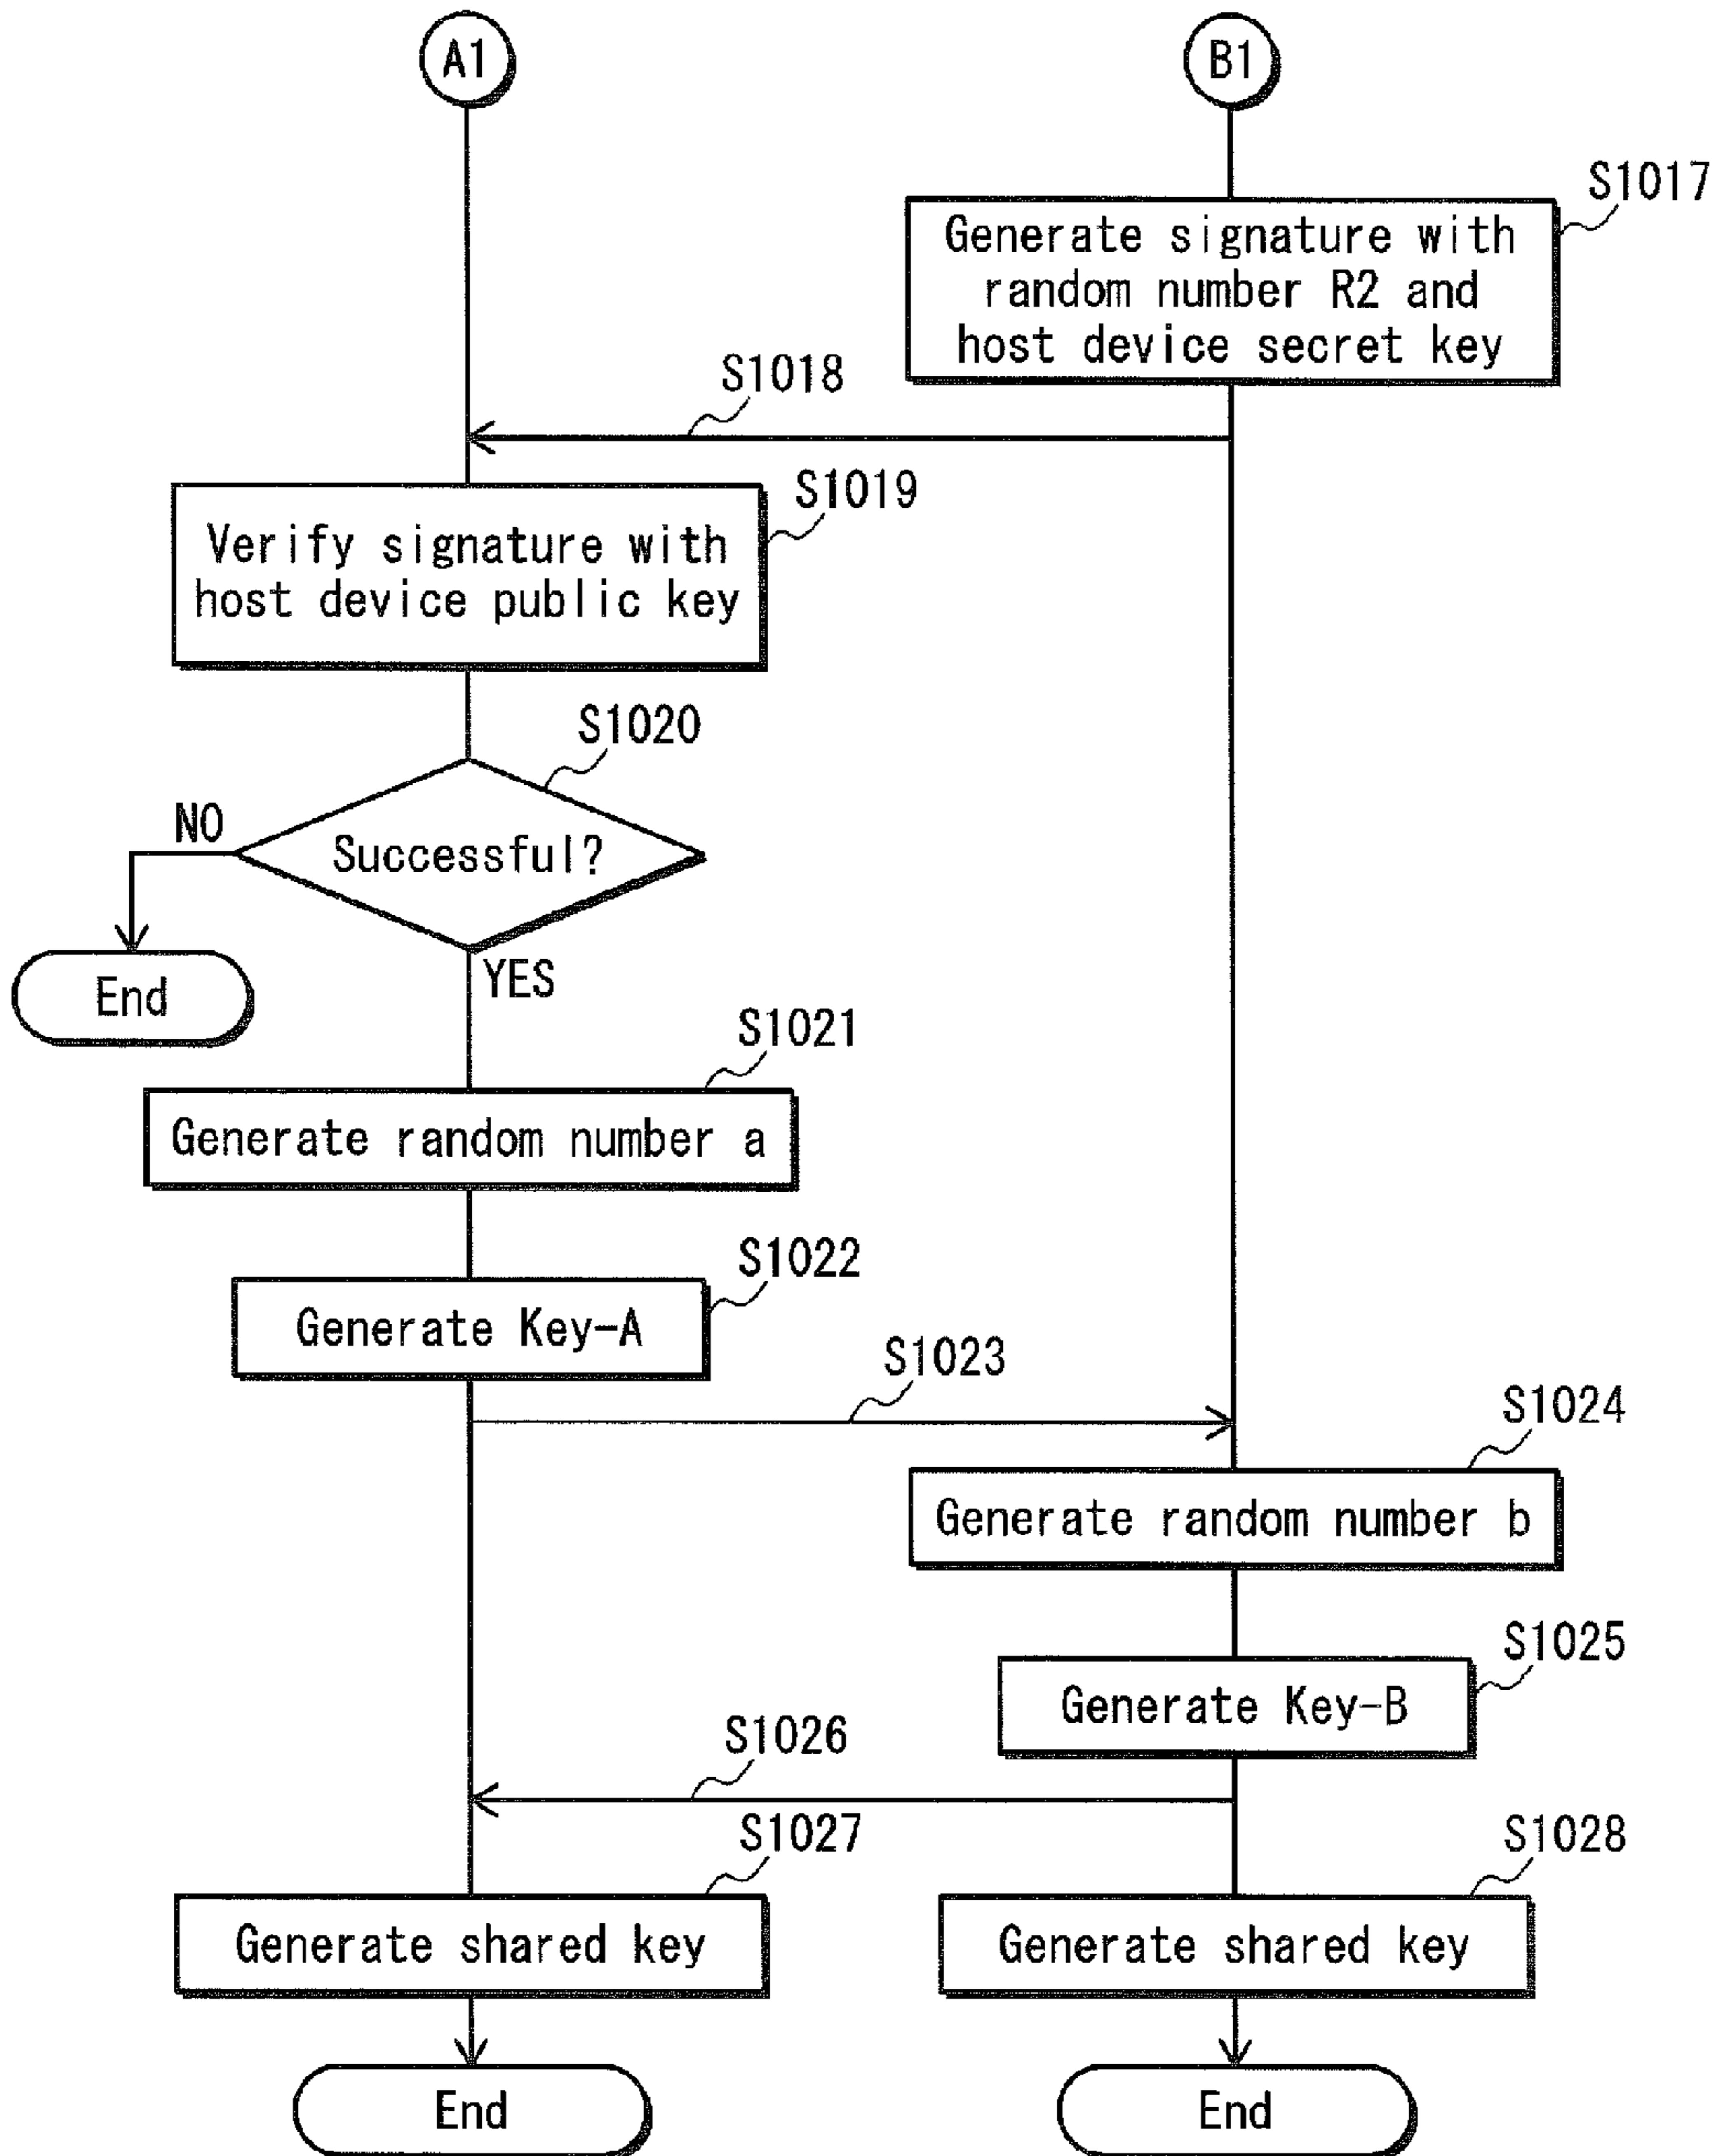 A1
B1
S1017
Generate signature with
random number R2 and
host device secret key
S1018
S1019
Verify signature with
host device public key
S1020
NO
Successful?
End
YES
S1021
Generate random number a
S1022
Generate Key-A
S1023
S1024
Generate random number b
S1025
Generate Key-B
S1026
S1027
S1028
Generate shared key
Generate shared key
End
End